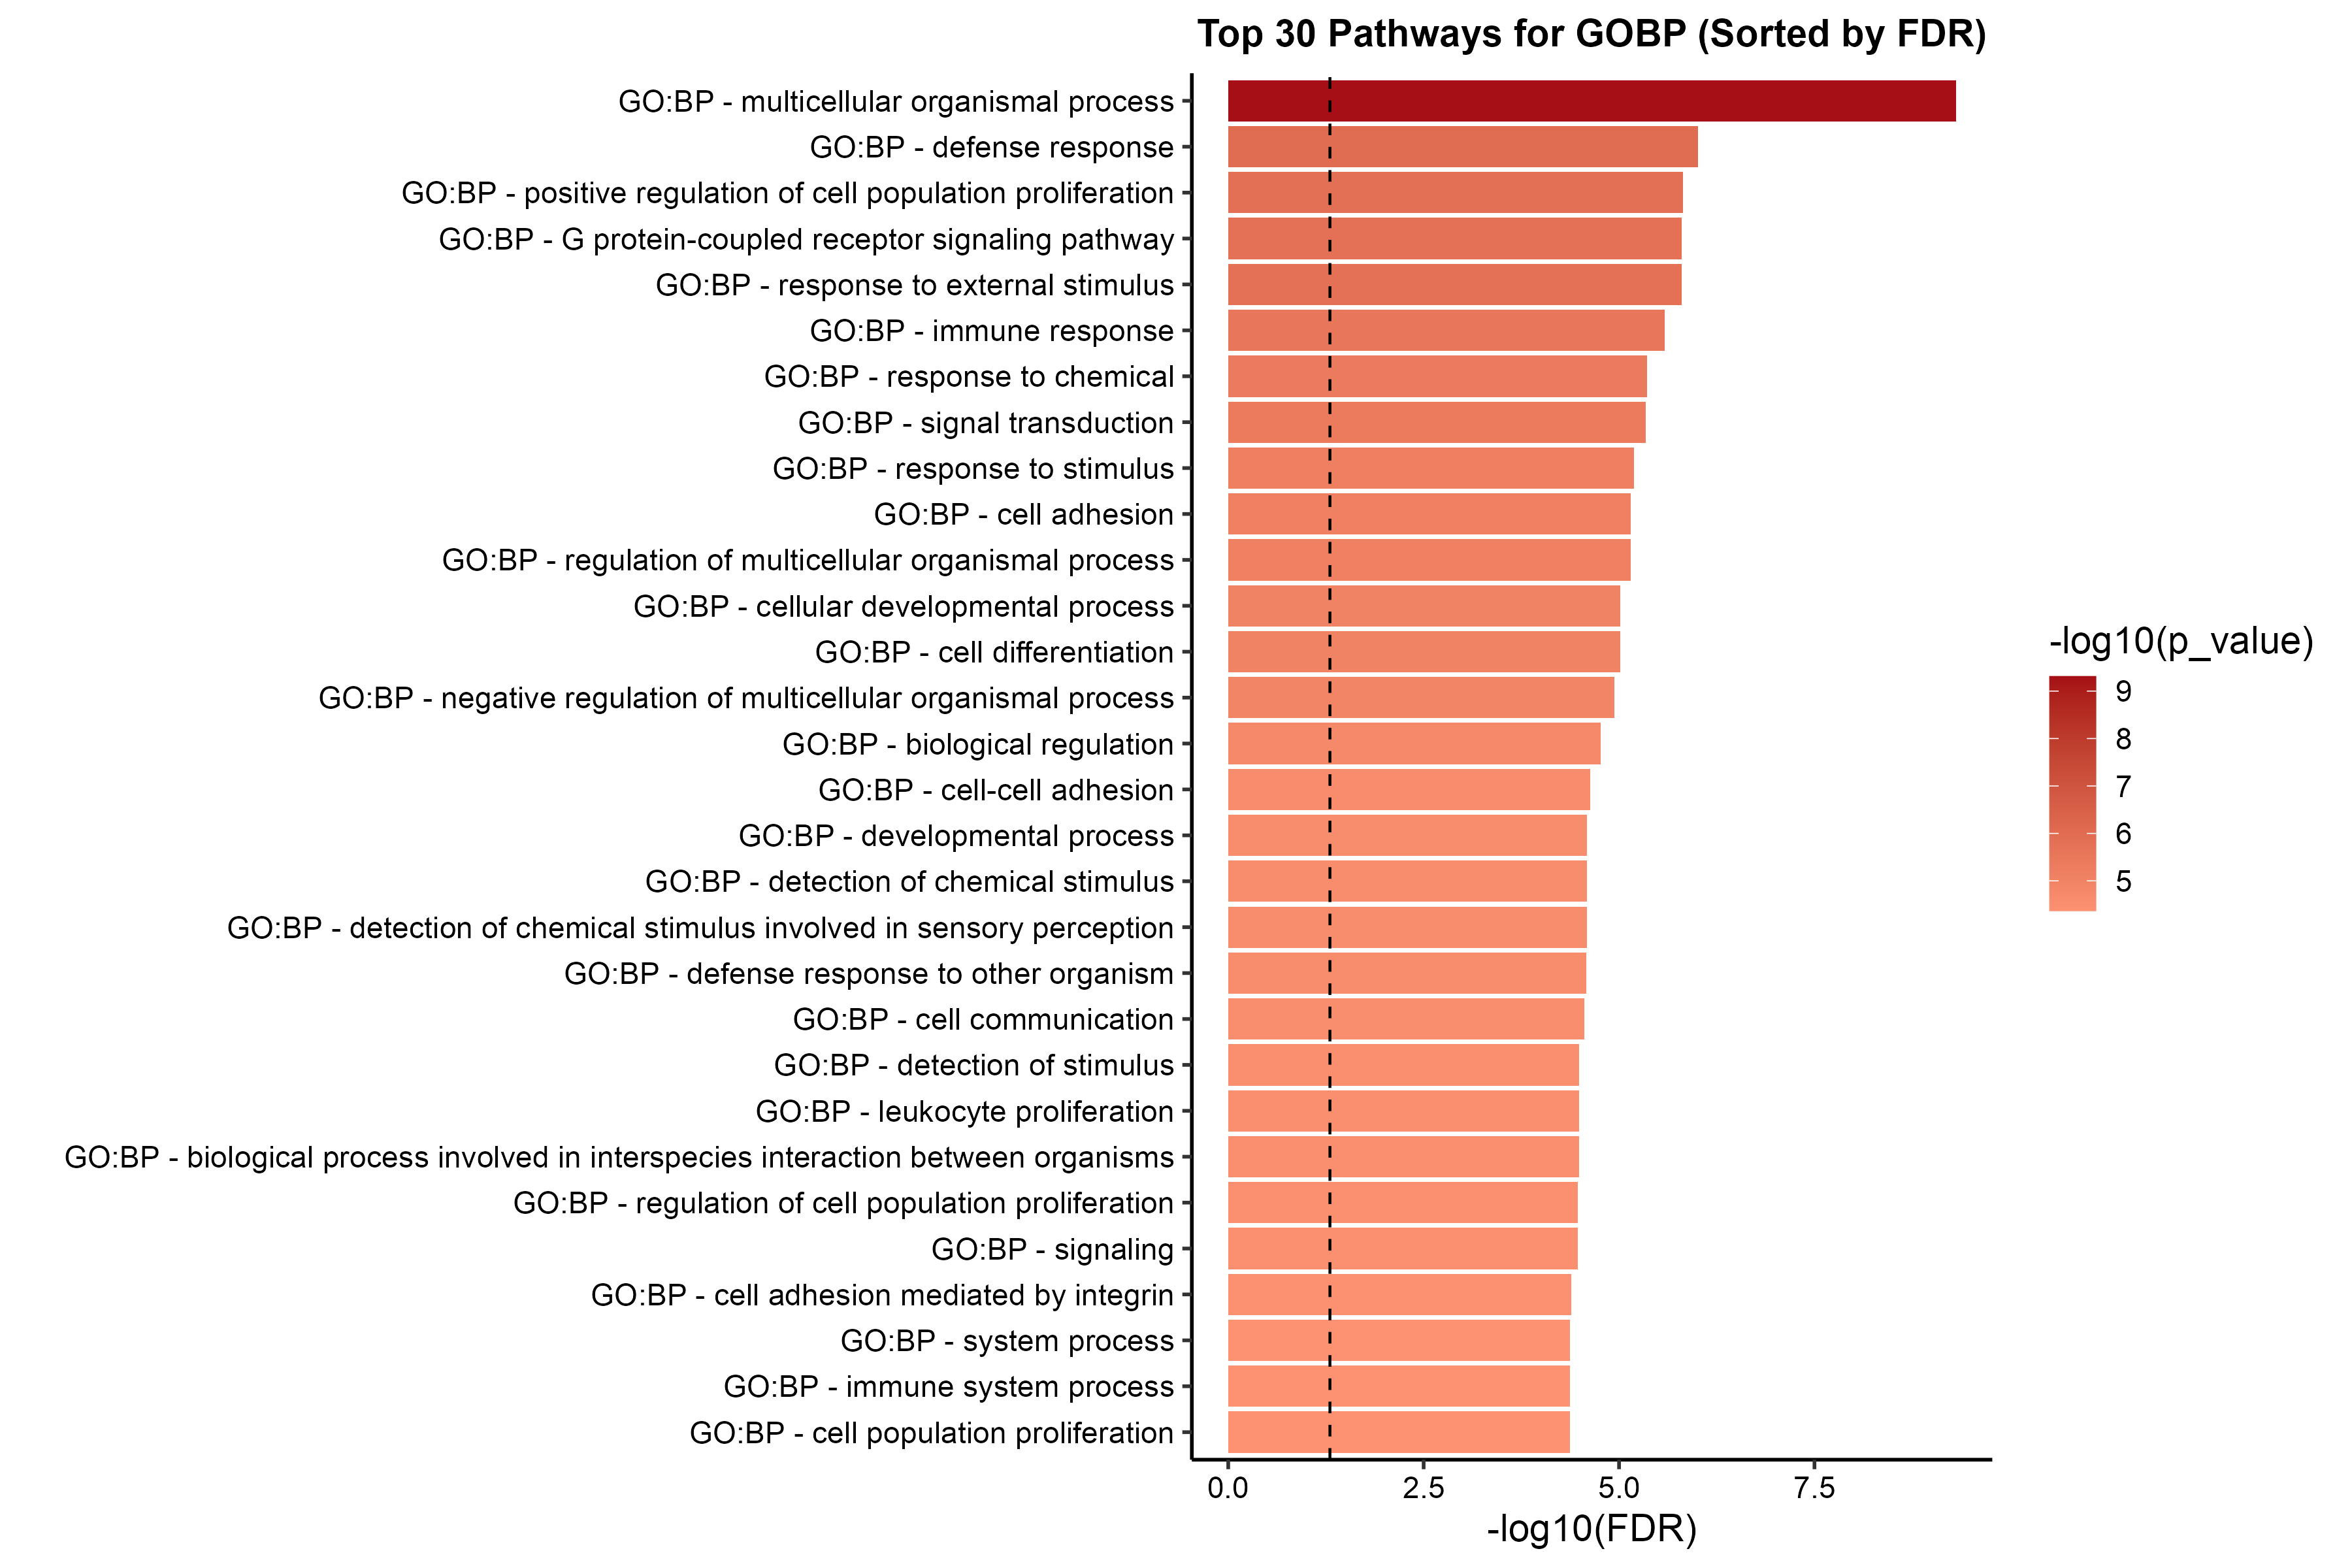 Top 30 Pathways for GOBP (Sorted by FDR)
GO:BP - multicellular organismal process
GO:BP - defense response
GO:BP - positive regulation of cell population proliferation
GO:BP - G protein-coupled receptor signaling pathway
GO:BP - response to external stimulus
GO:BP - immune response
GO:BP - response to chemical
GO:BP - signal transduction
GO:BP - response to stimulus
GO:BP - cell adhesion
GO:BP - regulation of multicellular organismal process
GO:BP - cellular developmental process
GO:BP - cell differentiation
GO:BP - negative regulation of multicellular organismal process
GO:BP - biological regulation
GO:BP - cell-cell adhesion
GO:BP - developmental process
GO:BP - detection of chemical stimulus
GO:BP - detection of chemical stimulus involved in sensory perception
GO:BP - defense response to other organism
GO:BP - cell communication
GO:BP - detection of stimulus
GO:BP - leukocyte proliferation
GO:BP - biological process involved in interspecies interaction between organisms
GO:BP - regulation of cell population proliferation
GO:BP - signaling
GO:BP - cell adhesion mediated by integrin
GO:BP - system process
GO:BP - immune system process
GO:BP - cell population proliferation
0.0 2.5 5.0 7.5
-log10(FDR)
-log10(p_value)
9
8
7
6
5